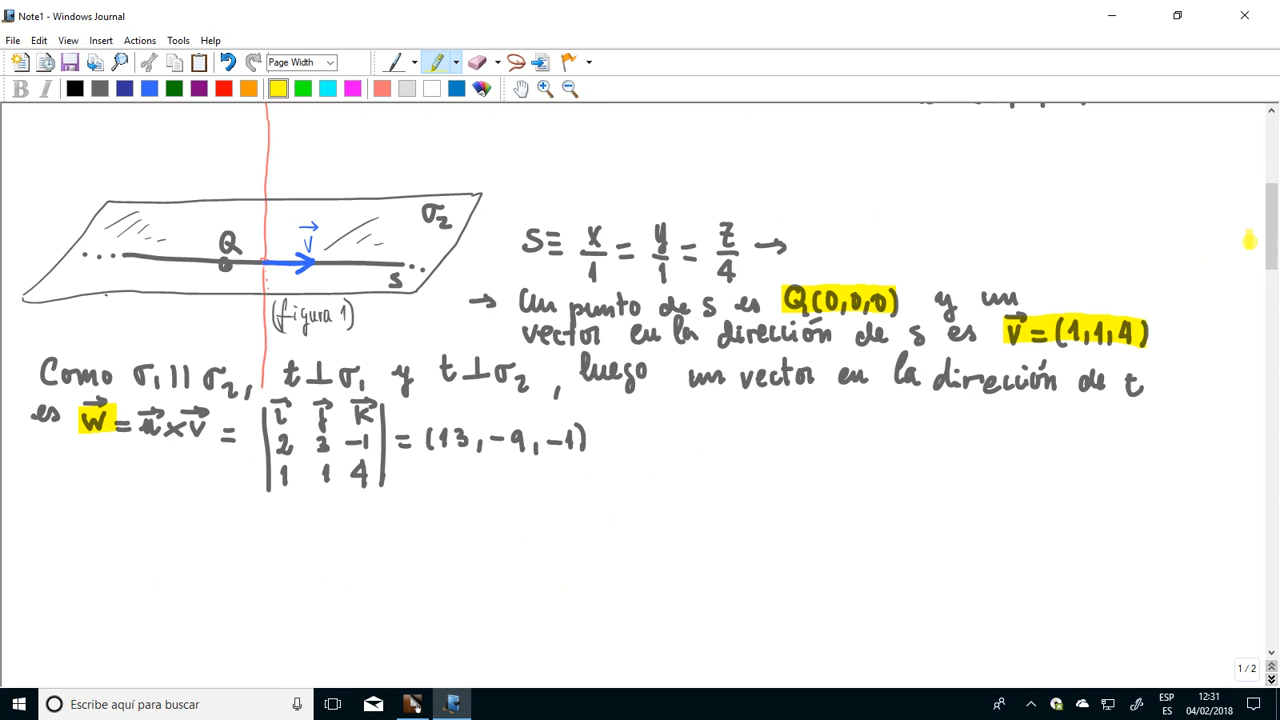 Note1 - Windows Journal
File Edit View Insert Actions Tools Help
Page Width
B I
σ₂
Q
v⃗
s
(figura 1)
S≡ x/1 = y/1 = z/4 →
→ Un punto de s es Q(0,0,0) y un
vector en la dirección de s es v⃗=(1,1,4)
Como σ₁ || σ₂, t⊥σ₁ y t⊥σ₂, luego un vector en la dirección de t
es w⃗ = u⃗×v⃗ = | i⃗ j⃗ k⃗ | = (13,-9,-1)
2 3 -1
1 1 4
1 / 2
Escribe aquí para buscar
ESP
ES
12:31
04/02/2018